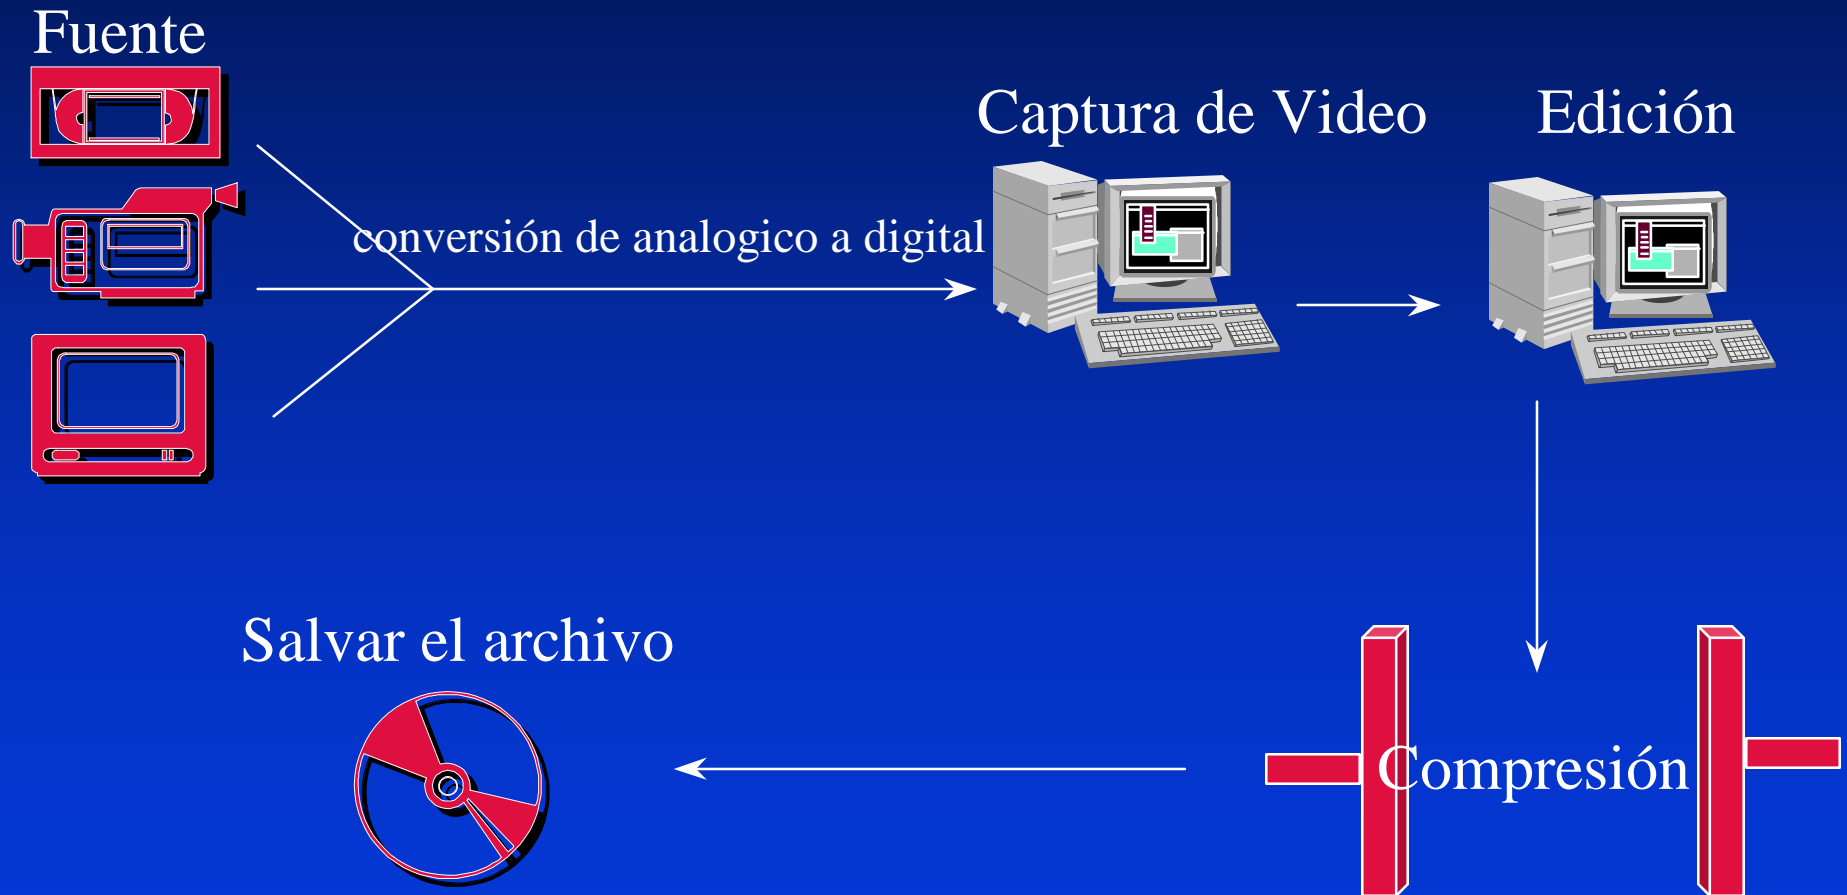 Fuente
Captura de Video
Edición
conversión de analogico a digital
Salvar el archivo
Compresión